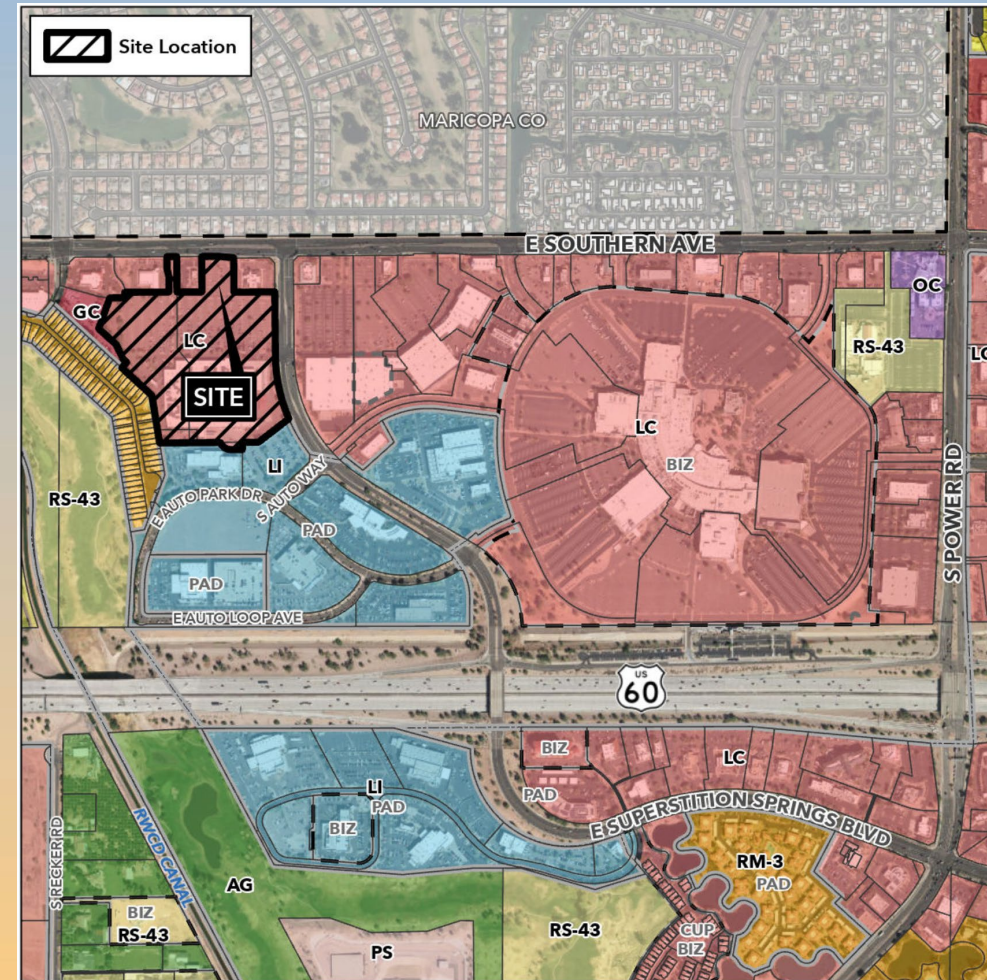 Site Location
MARICOPA CO
E SOUTHERN AVE
GC
LC
OC
RS-43
LC
SITE
LC
BIZ
RS-43
LI
E AUTO PARK DR
S AUTO WAY
PAD
PAD
S POWER RD
E AUTO LOOP AVE
US
60
BIZ
LC
LI
PAD
PAD
BIZ
E SUPERSTITION SPRINGS BLVD
S RECKER RD
RWCD CANAL
RM-3
PAD
AG
BIZ
RS-43
PS
RS-43
CUP
BIZ